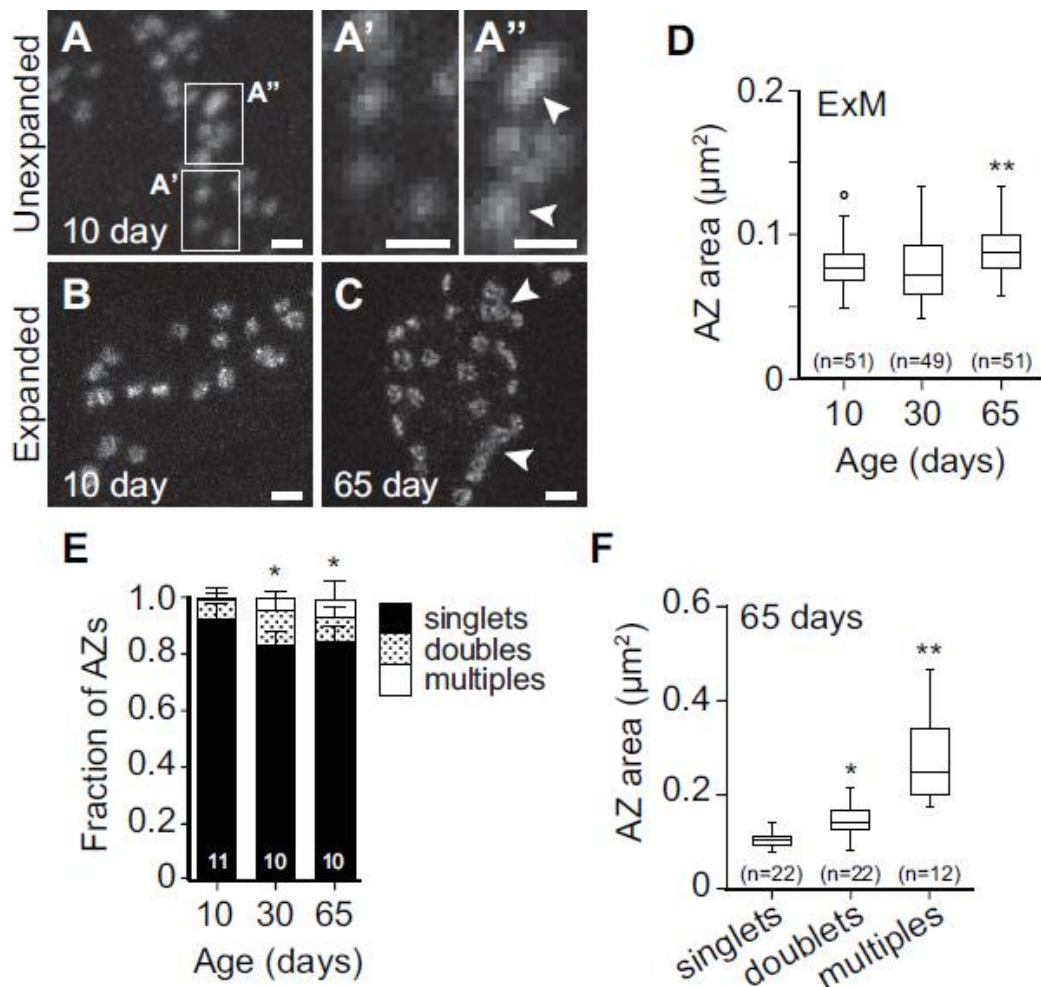 Unexpanded
A
A''
A'
10 day
A'
A''
Expanded
B
10 day
C
65 day
D
ExM
AZ area (µm²)
0.2
0.1
0
**
(n=51) (n=49) (n=51)
10 30 65
Age (days)
E
Fraction of AZs
1.0
0.8
0.6
0.4
0.2
0
* *
11 10 10
10 30 65
Age (days)
singlets
doubles
multiples
F
65 days
AZ area (µm²)
0.6
0.4
0.2
0
* **
(n=22) (n=22) (n=12)
singlets doublets multiples